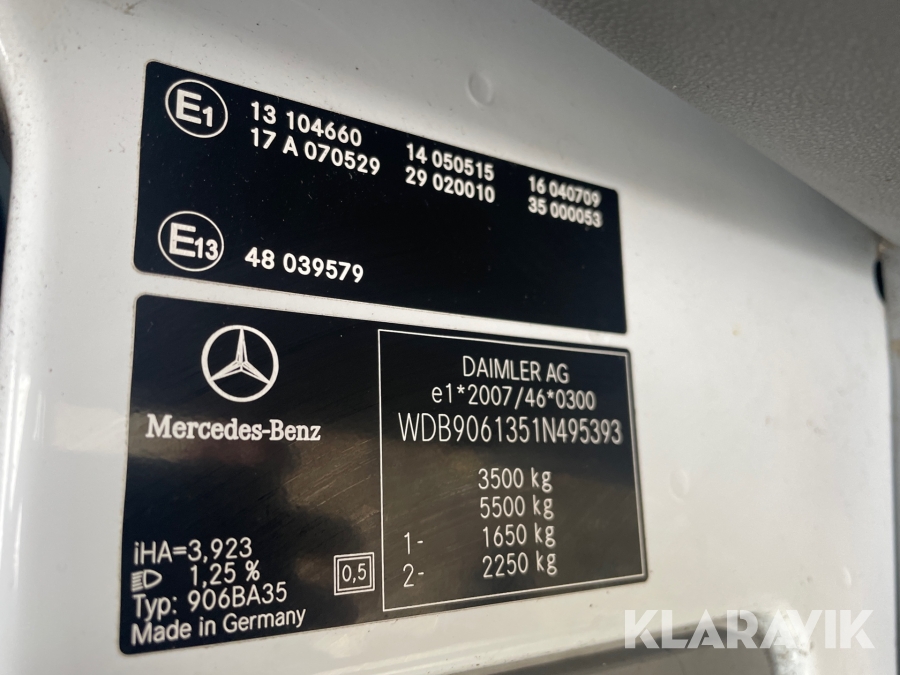 E1 13 104660 14 050515 16 040709
17 A 070529 29 020010 35 000053
E13 48 039579
Mercedes-Benz
DAIMLER AG
e1*2007/46*0300
WDB9061351N495393
3500 kg
5500 kg
1- 1650 kg
2- 2250 kg
iHA=3,923
1,25 %
0,5
Typ: 906BA35
Made in Germany
KLARAVIK